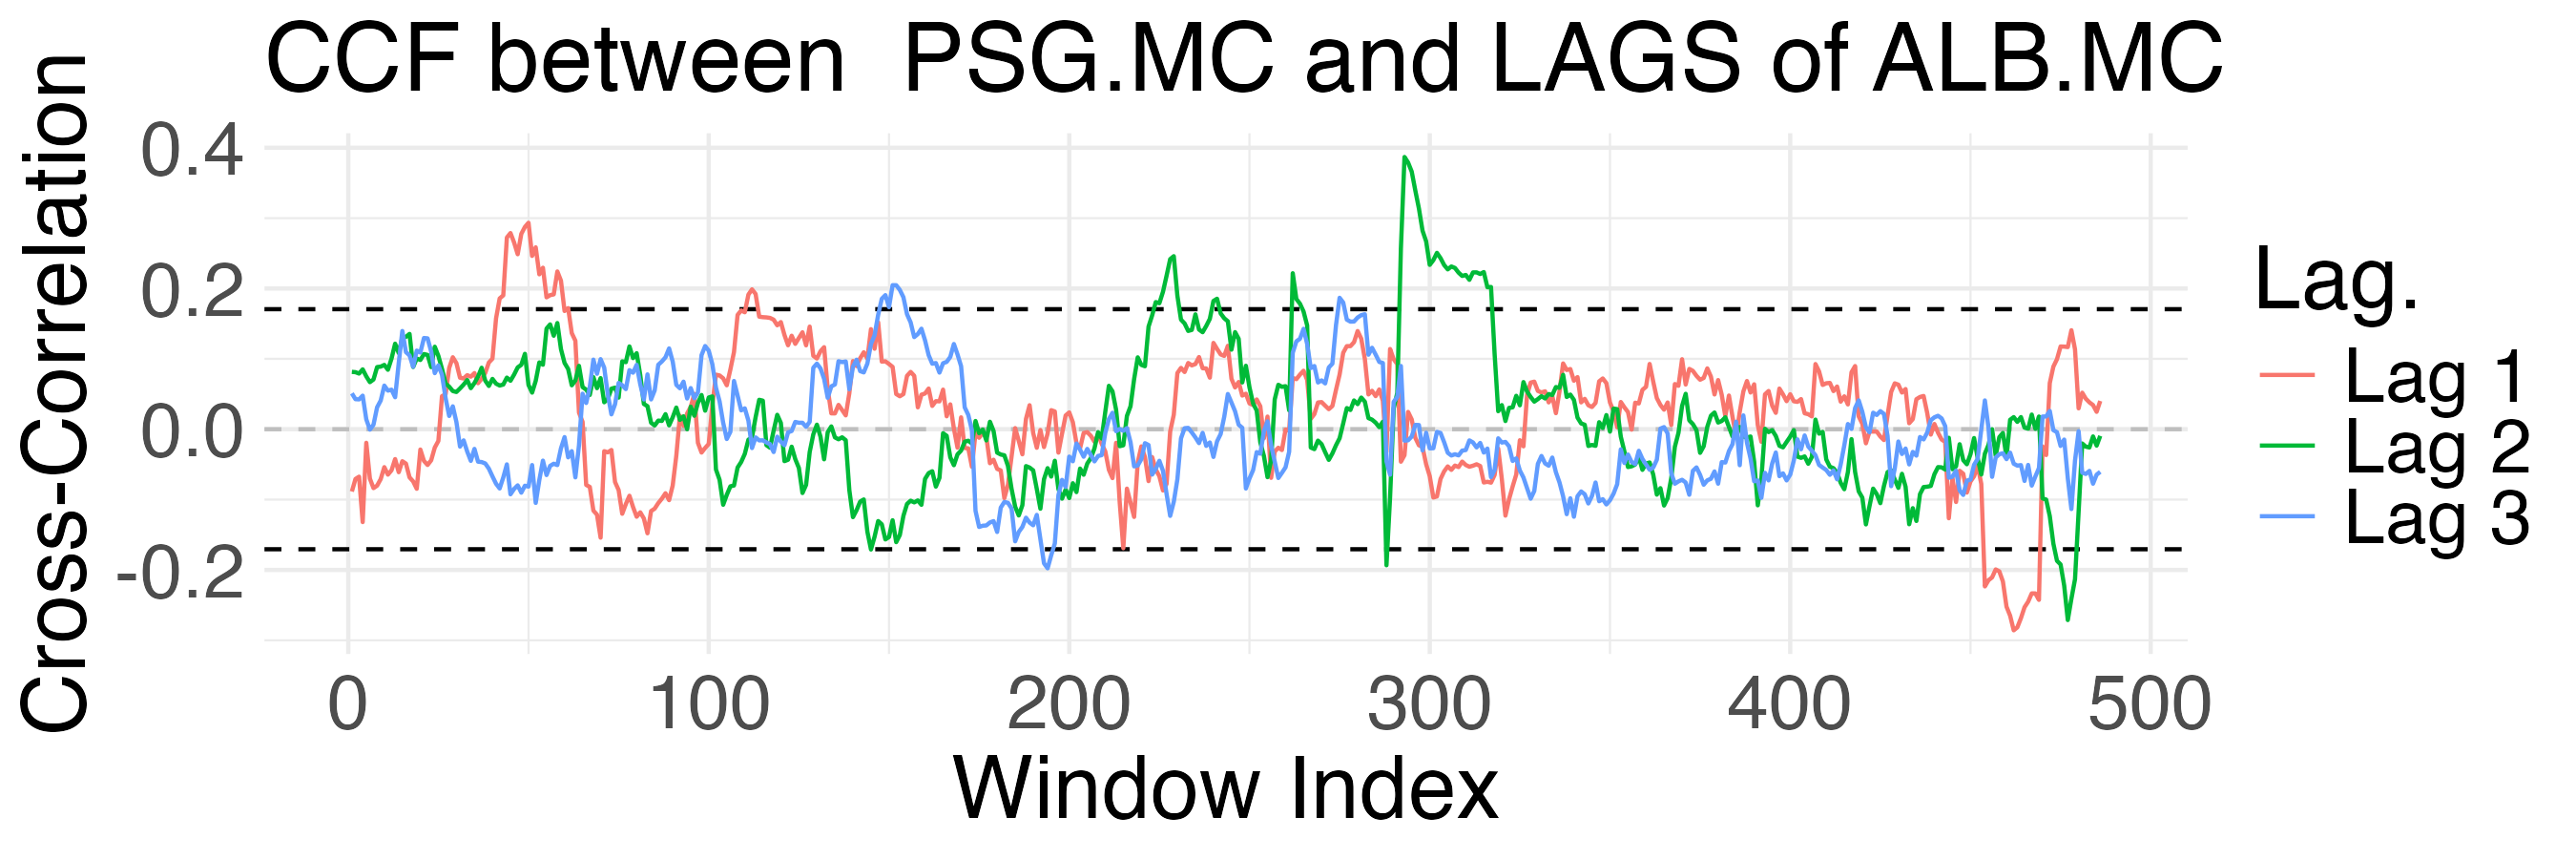 CCF between  PSG.MC and LAGS of ALB.MC
Cross-Correlation
0.4
0.2
0.0
-0.2
0 100 200 300 400 500
Window Index
Lag.
Lag 1
Lag 2
Lag 3